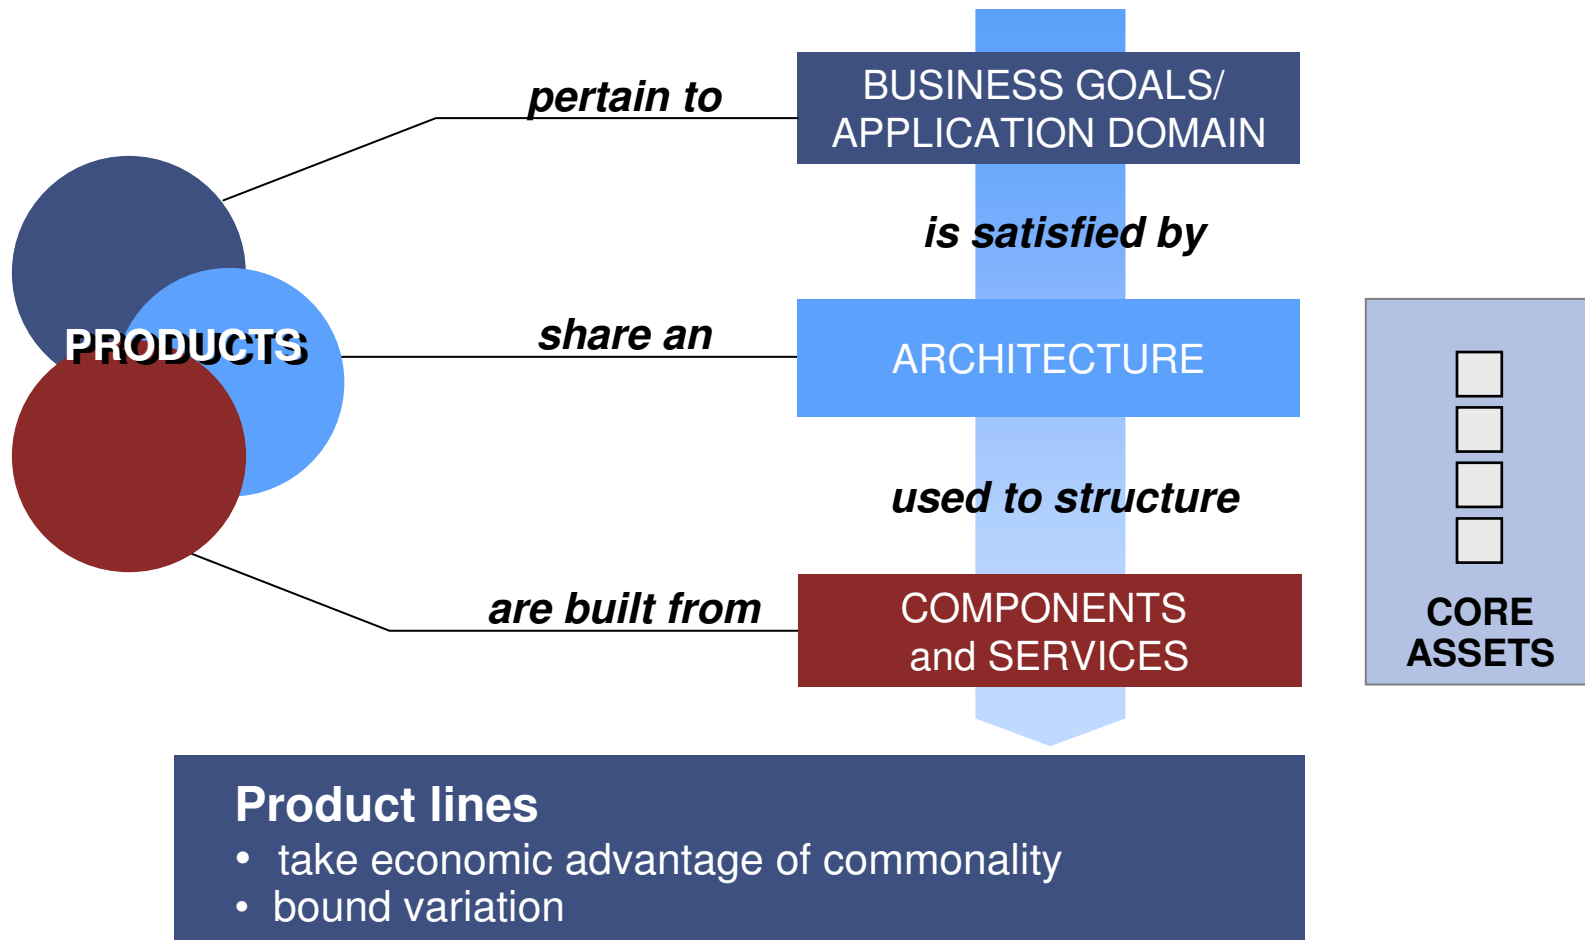 pertain to
BUSINESS GOALS/
APPLICATION DOMAIN
is satisfied by
PRODUCTS
share an
ARCHITECTURE
used to structure
are built from
COMPONENTS
and SERVICES
CORE
ASSETS
Product lines
• take economic advantage of commonality
• bound variation